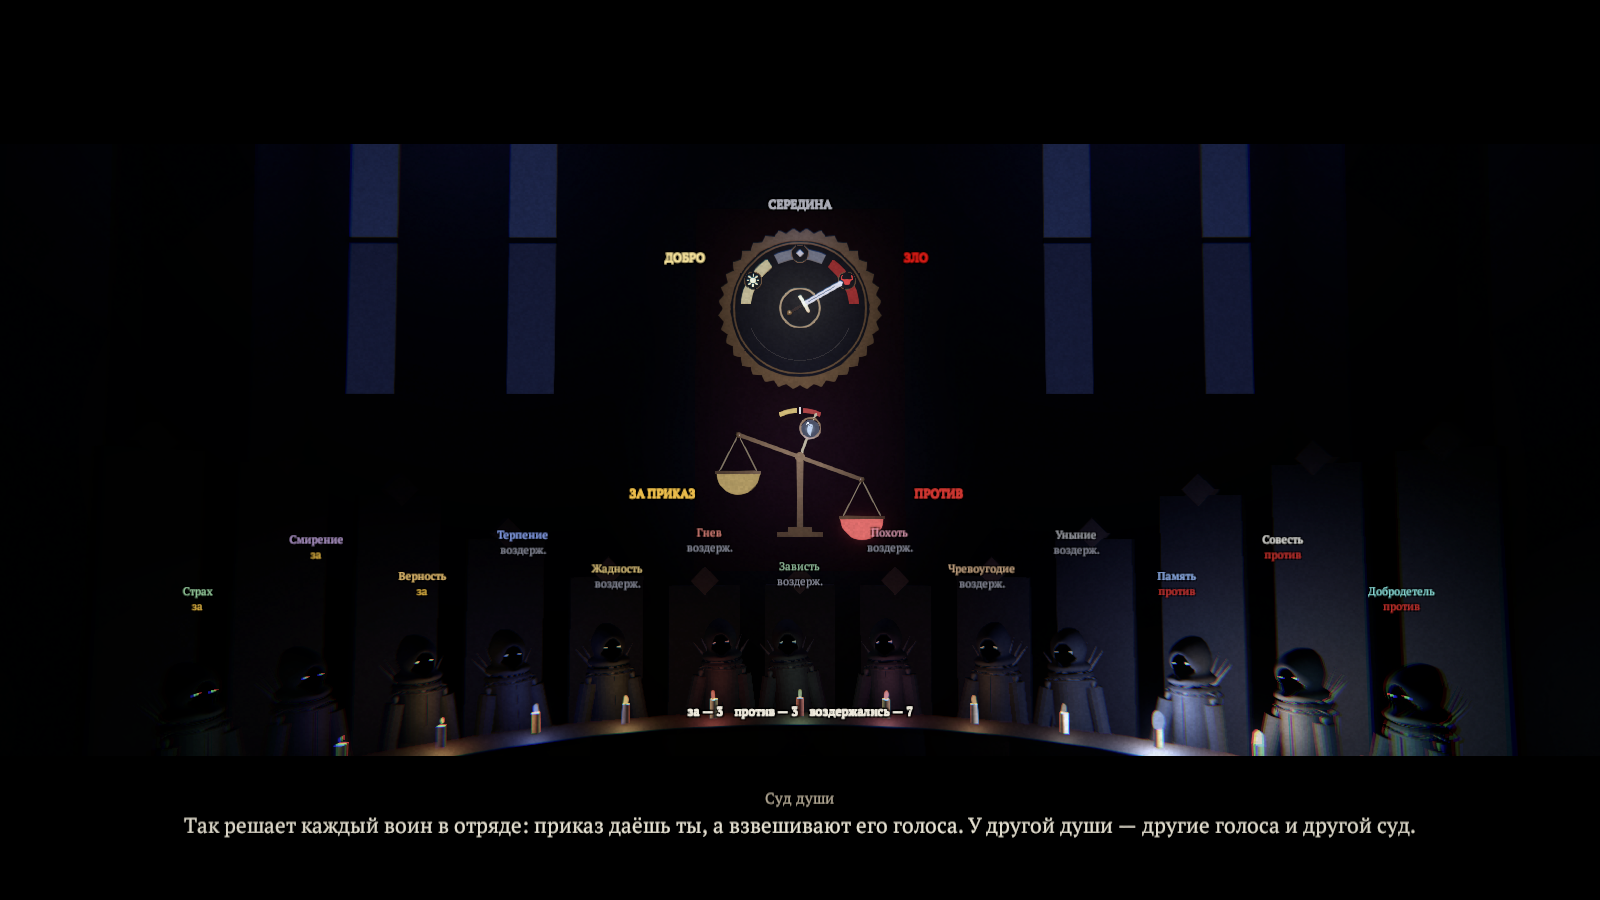 СЕРЕДИНА
ДОБРО
ЗЛО
ЗА ПРИКАЗ
ПРОТИВ
Страх
за
Смирение
за
Верность
за
Терпение
воздерж.
Жадность
воздерж.
Гнев
воздерж.
Зависть
воздерж.
Похоть
воздерж.
Чревоугодие
воздерж.
Уныние
воздерж.
Память
против
Совесть
против
Добродетель
против
за — 3 против — 3 воздержались — 7
Суд души
Так решает каждый воин в отряде: приказ даёшь ты, а взвешивают его голоса. У другой души — другие голоса и другой суд.